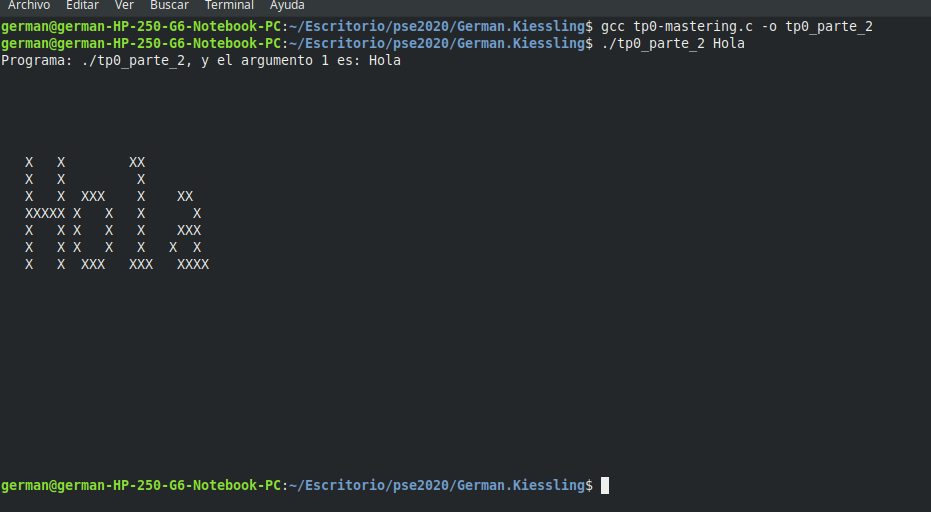 Archivo Editar Ver Buscar Terminal Ayuda
german@german-HP-250-G6-Notebook-PC:~/Escritorio/pse2020/German.Kiessling$ gcc tp0-mastering.c -o tp0_parte_2
german@german-HP-250-G6-Notebook-PC:~/Escritorio/pse2020/German.Kiessling$ ./tp0_parte_2 Hola
Programa: ./tp0_parte_2, y el argumento 1 es: Hola
   X   X        XX
   X   X         X
   X   X  XXX    X    XX
   XXXXX X   X   X      X
   X   X X   X   X    XXX
   X   X X   X   X   X  X
   X   X  XXX   XXX   XXXX
german@german-HP-250-G6-Notebook-PC:~/Escritorio/pse2020/German.Kiessling$